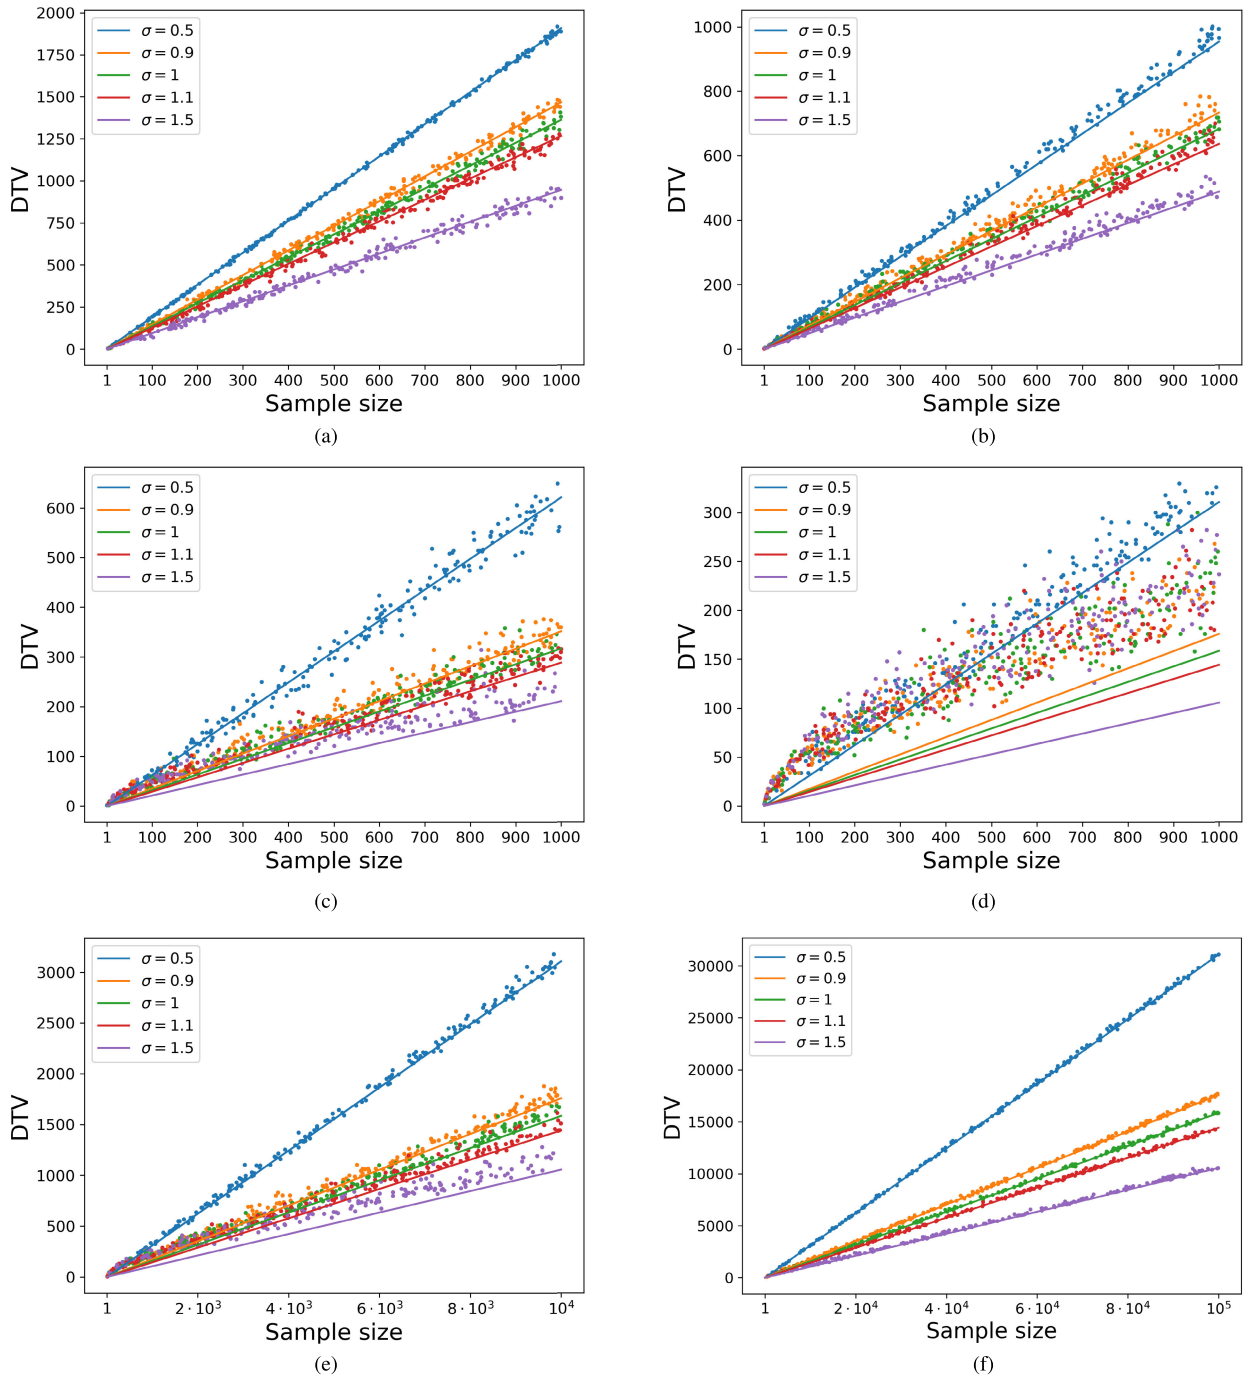 2000
1750
1500
1250
1000
750
500
250
0
DTV
σ = 0.5
σ = 0.9
σ = 1
σ = 1.1
σ = 1.5
1 100 200 300 400 500 600 700 800 900 1000
Sample size
(a)
1000
800
600
400
200
0
DTV
σ = 0.5
σ = 0.9
σ = 1
σ = 1.1
σ = 1.5
1 100 200 300 400 500 600 700 800 900 1000
Sample size
(b)
600
500
400
300
200
100
0
DTV
σ = 0.5
σ = 0.9
σ = 1
σ = 1.1
σ = 1.5
1 100 200 300 400 500 600 700 800 900 1000
Sample size
(c)
300
250
200
150
100
50
0
DTV
σ = 0.5
σ = 0.9
σ = 1
σ = 1.1
σ = 1.5
1 100 200 300 400 500 600 700 800 900 1000
Sample size
(d)
3000
2500
2000
1500
1000
500
0
DTV
σ = 0.5
σ = 0.9
σ = 1
σ = 1.1
σ = 1.5
1 2·10³ 4·10³ 6·10³ 8·10³ 10⁴
Sample size
(e)
30000
25000
20000
15000
10000
5000
0
DTV
σ = 0.5
σ = 0.9
σ = 1
σ = 1.1
σ = 1.5
1 2·10⁴ 4·10⁴ 6·10⁴ 8·10⁴ 10⁵
Sample size
(f)